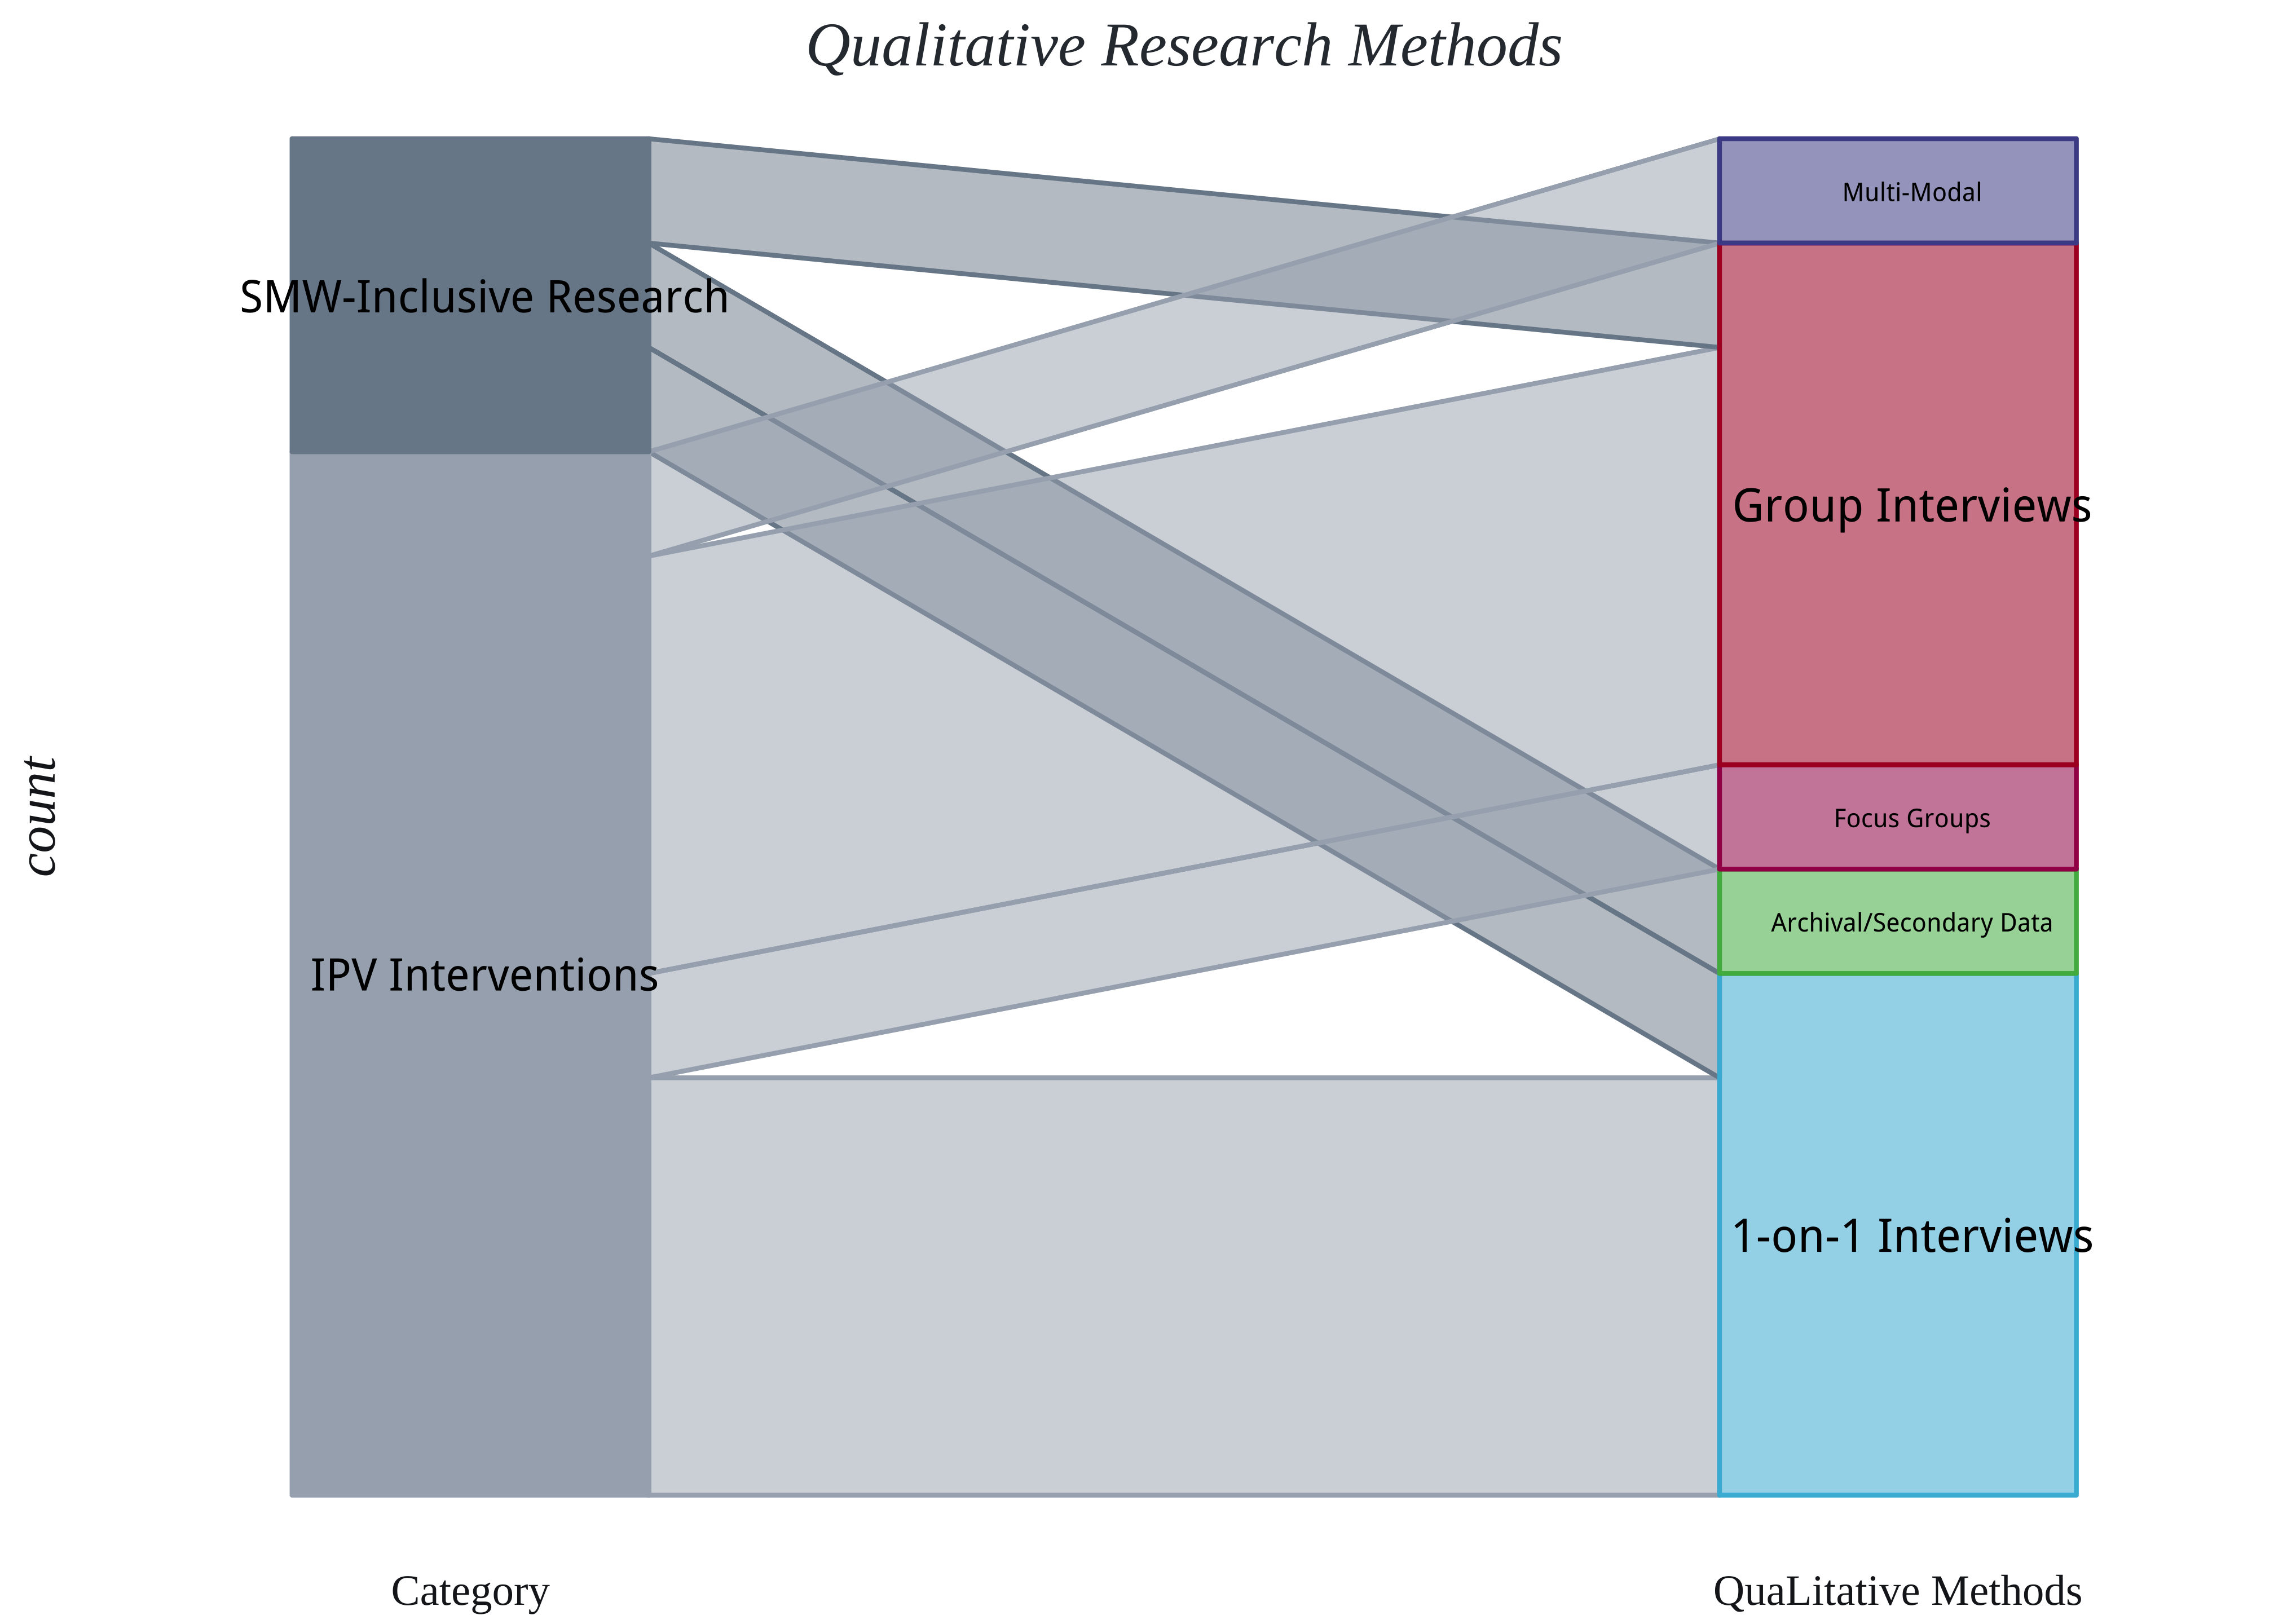 Qualitative Research Methods
Multi-Modal
SMW-Inclusive Research
Group Interviews
count
Focus Groups
Archival/Secondary Data
IPV Interventions
1-on-1 Interviews
Category
QuaLitative Methods